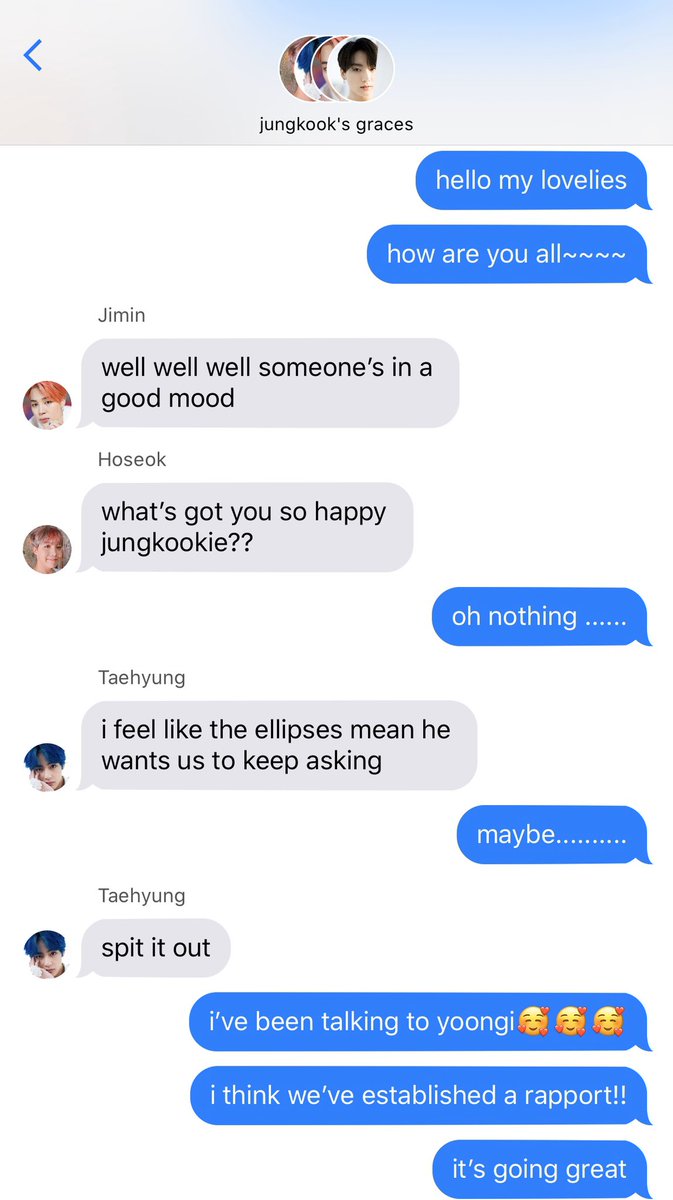 jungkook's graces
hello my lovelies
how are you all~~~~
Jimin
well well well someone’s in a
good mood
Hoseok
what’s got you so happy
jungkookie??
oh nothing ......
Taehyung
i feel like the ellipses mean he
wants us to keep asking
maybe..........
Taehyung
spit it out
i’ve been talking to yoongi🥰🥰🥰
i think we’ve established a rapport!!
it’s going great